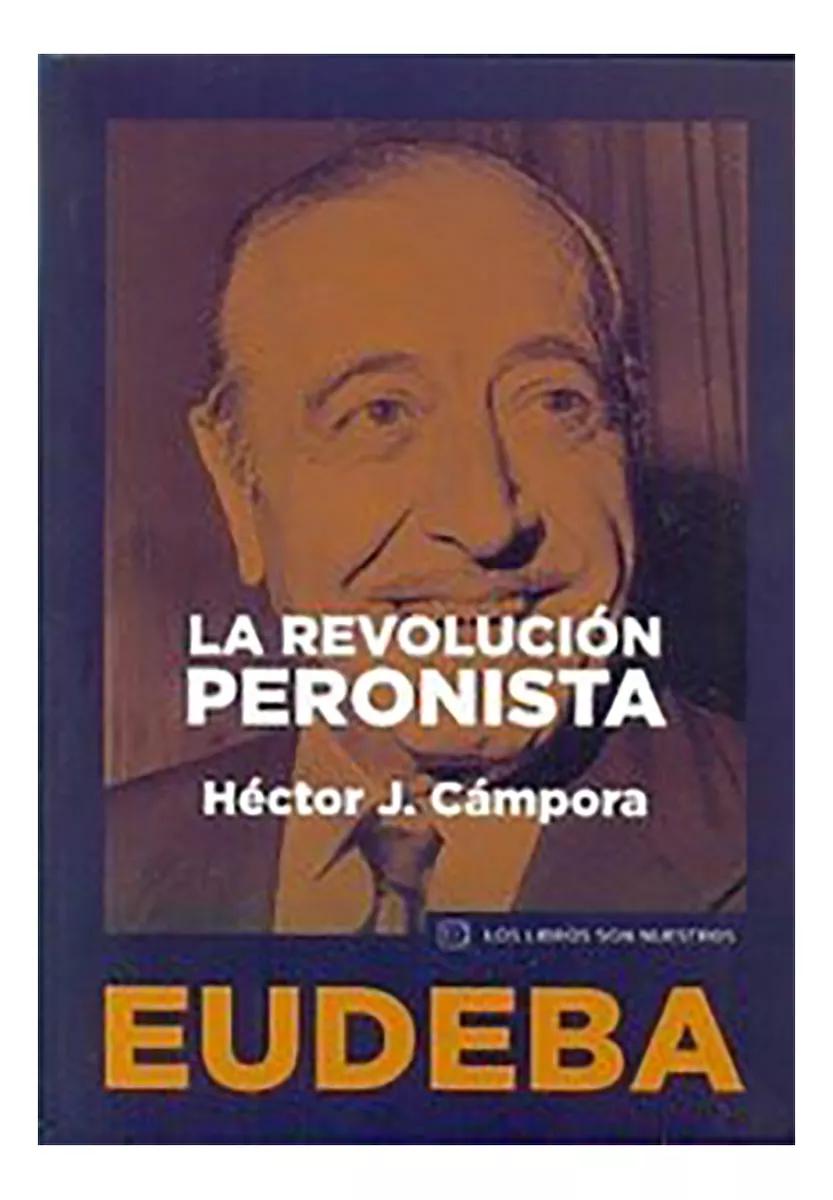 LA REVOLUCIÓN
PERONISTA
Héctor J. Cámpora
LOS LIBROS SON NUESTROS
EUDEBA